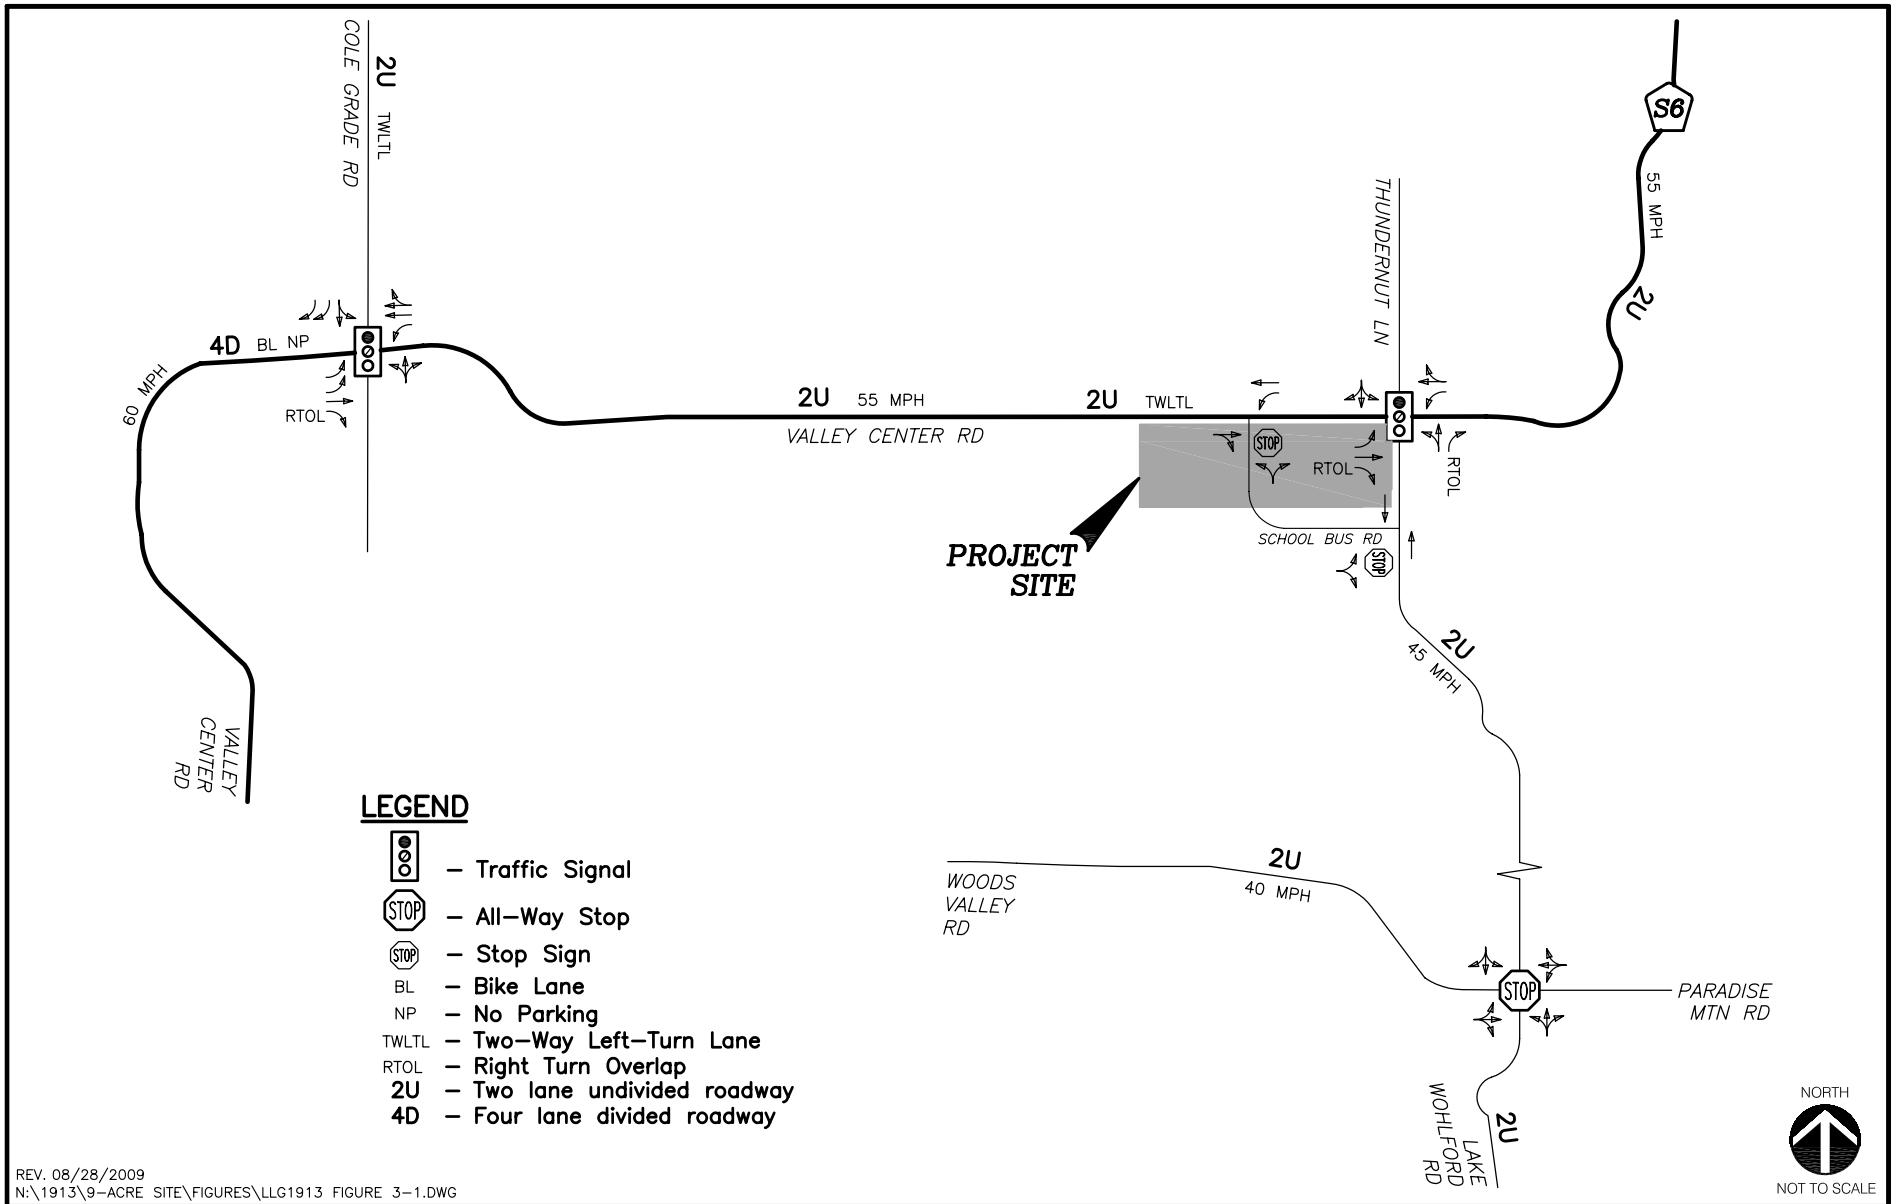 COLE GRADE RD
2U
TWLTL
S6
55 MPH
2U
THUNDERNUT LN
4D BL NP
60 MPH
RTOL
2U 55 MPH
2U TWLTL
VALLEY CENTER RD
STOP
RTOL
RTOL
SCHOOL BUS RD
STOP
PROJECT
SITE
2U
45 MPH
VALLEY
CENTER
RD
LEGEND
– Traffic Signal
STOP – All–Way Stop
STOP – Stop Sign
BL – Bike Lane
NP – No Parking
TWLTL – Two–Way Left–Turn Lane
RTOL – Right Turn Overlap
2U – Two lane undivided roadway
4D – Four lane divided roadway
WOODS
VALLEY
RD
2U
40 MPH
STOP
PARADISE
MTN RD
LAKE
WOHLFORD
RD
2U
NORTH
NOT TO SCALE
REV. 08/28/2009
N:\1913\9–ACRE SITE\FIGURES\LLG1913 FIGURE 3–1.DWG